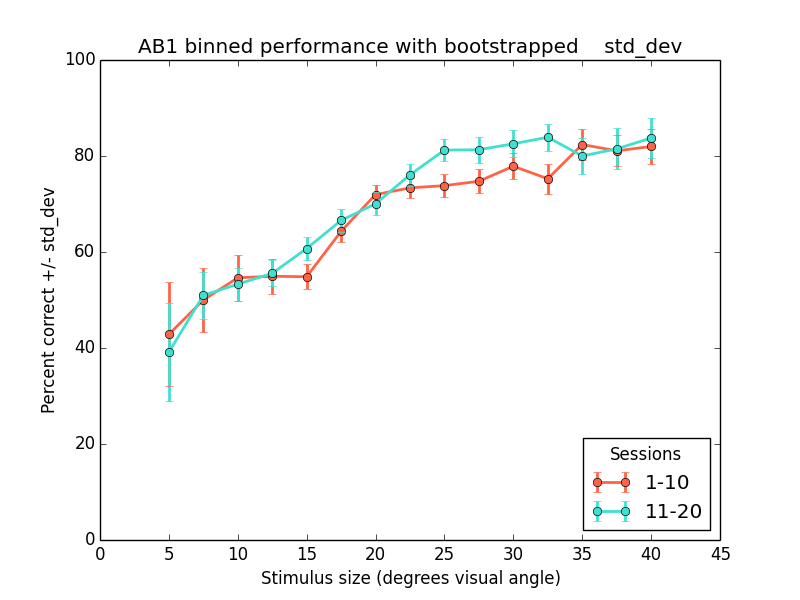 AB1 binned performance with bootstrapped    std_dev
100
80
60
40
20
0
Percent correct +/- std_dev
0 5 10 15 20 25 30 35 40 45
Stimulus size (degrees visual angle)
Sessions
1-10
11-20